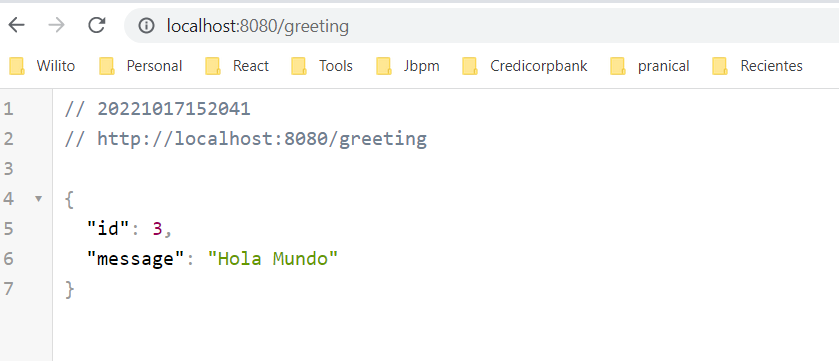 localhost:8080/greeting
Wilito Personal React Tools Jbpm Credicorpbank pranical Recientes
1 // 20221017152041
2 // http://localhost:8080/greeting
3
4 {
5 "id": 3,
6 "message": "Hola Mundo"
7 }